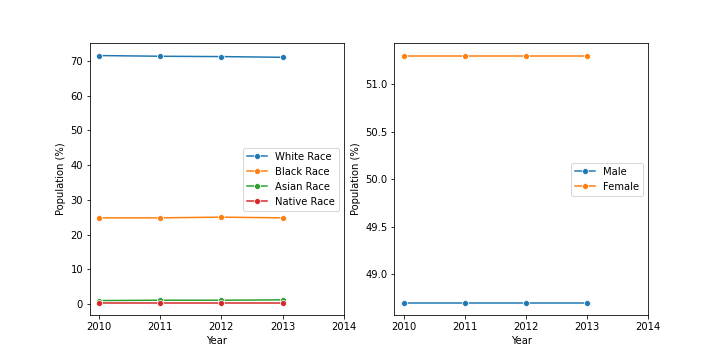 70
60
50
40
30
20
10
0
Population (%)
2010 2011 2012 2013 2014
Year
White Race
Black Race
Asian Race
Native Race
51.0
50.5
50.0
49.5
49.0
Population (%)
2010 2011 2012 2013 2014
Year
Male
Female